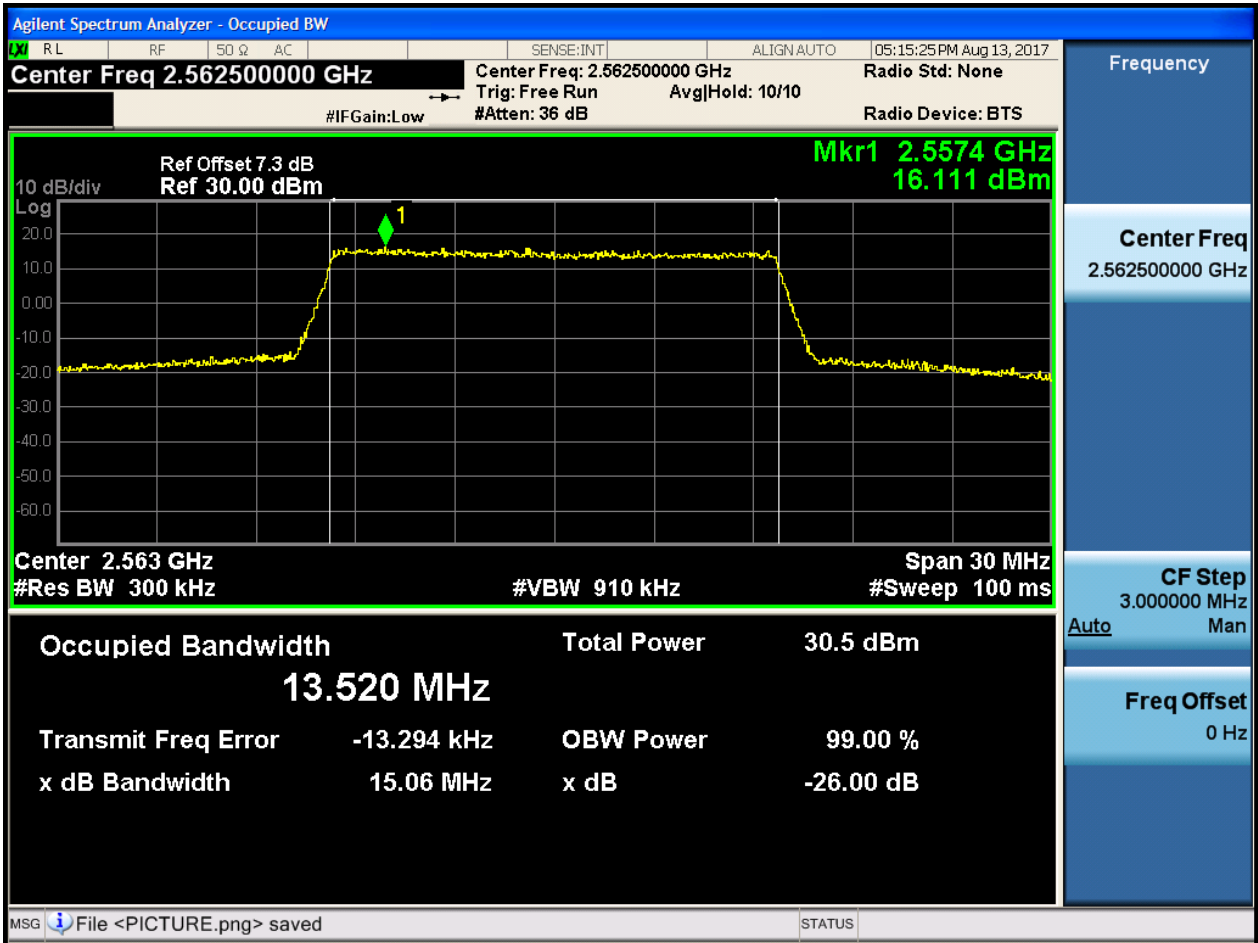 Agilent Spectrum Analyzer - Occupied BW
LXI RL RF 50 Ω AC SENSE:INT ALIGN AUTO 05:15:25 PM Aug 13, 2017
Center Freq 2.562500000 GHz
Center Freq: 2.562500000 GHz
Radio Std: None
Trig: Free Run Avg|Hold: 10/10
#IFGain:Low
#Atten: 36 dB
Radio Device: BTS
Mkr1 2.5574 GHz
16.111 dBm
Ref Offset 7.3 dB
10 dB/div Ref 30.00 dBm
Log
1
20.0
10.0
0.00
-10.0
-20.0
-30.0
-40.0
-50.0
-60.0
Center 2.563 GHz Span 30 MHz
#Res BW 300 kHz #VBW 910 kHz #Sweep 100 ms
Occupied Bandwidth Total Power 30.5 dBm
13.520 MHz
Transmit Freq Error -13.294 kHz OBW Power 99.00 %
x dB Bandwidth 15.06 MHz x dB -26.00 dB
Frequency
Center Freq
2.562500000 GHz
CF Step
3.000000 MHz
Auto Man
Freq Offset
0 Hz
MSG File <PICTURE.png> saved STATUS